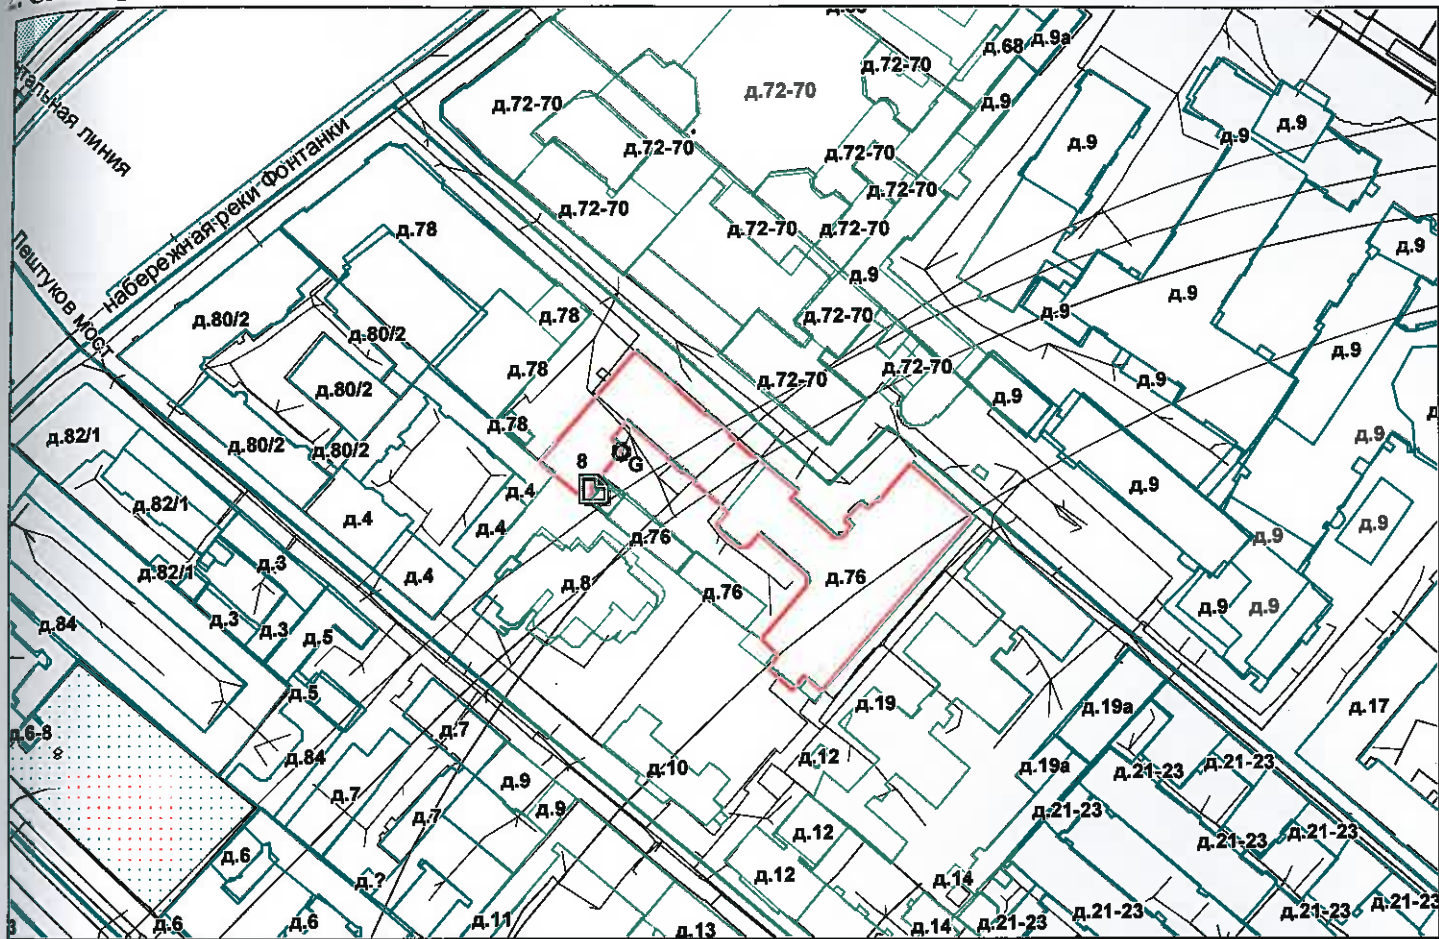 д.68
д.9а
д.72-70
д.72-70
д.72-70
д.9
д.9
д.9
д.9
д.72-70
д.72-70
д.72-70
д.72-70
д.72-70
д.72-70
набережная реки Фонтанки
линия
Пештуков мост
д.78
д.9
д.9
д.9
д.9
д.80/2
д.80/2
д.78
д.72-70
д.9
д.78
д.80/2
д.72-70
д.72-70
д.9
д.9
д.78
д.82/1
д.80/2
д.80/2
8
G
д.9
д.4
д.9
д.82/1
д.4
д.4
д.76
д.9
д.9
д.82/1
д.3
д.4
д.8
д.76
д.76
д.3
д.3
д.9
д.9
д.84
д.5
д.5
д.19
д.19а
д.17
д.6-8
8
д.7
д.84
д.10
д.12
д.19а
д.21-23
д.21-23
д.7
д.9
д.9
д.7
д.12
д.21-23
д.21-23
д.21-23
д.6
д.?
д.12
д.14
д.6
д.6
д.11
д.13
д.14
д.21-23
д.21-23
д.21-23
д.21-23